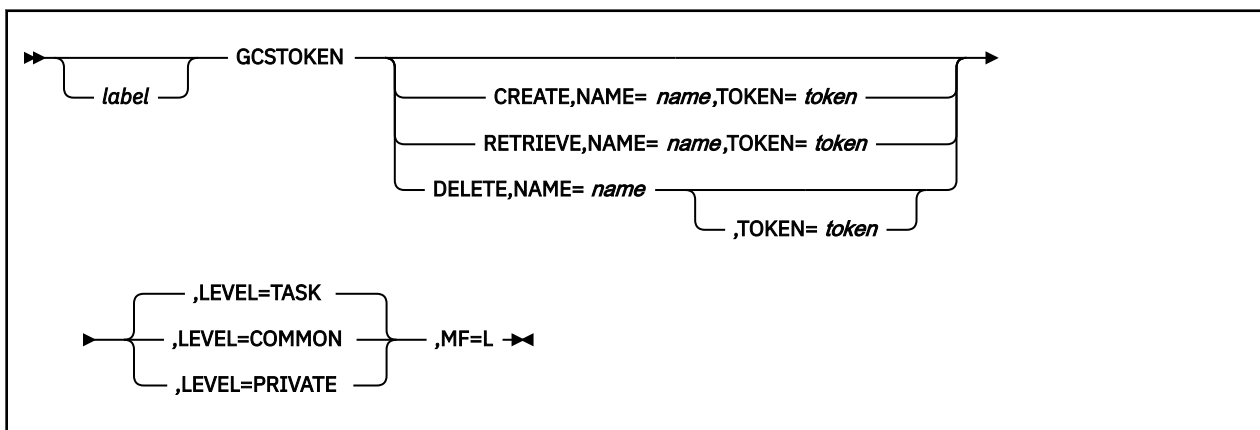 label GCSTOKEN
CREATE,NAME= name,TOKEN= token
RETRIEVE,NAME= name,TOKEN= token
DELETE,NAME= name
,TOKEN= token
,LEVEL=TASK
,LEVEL=COMMON ,MF=L
,LEVEL=PRIVATE